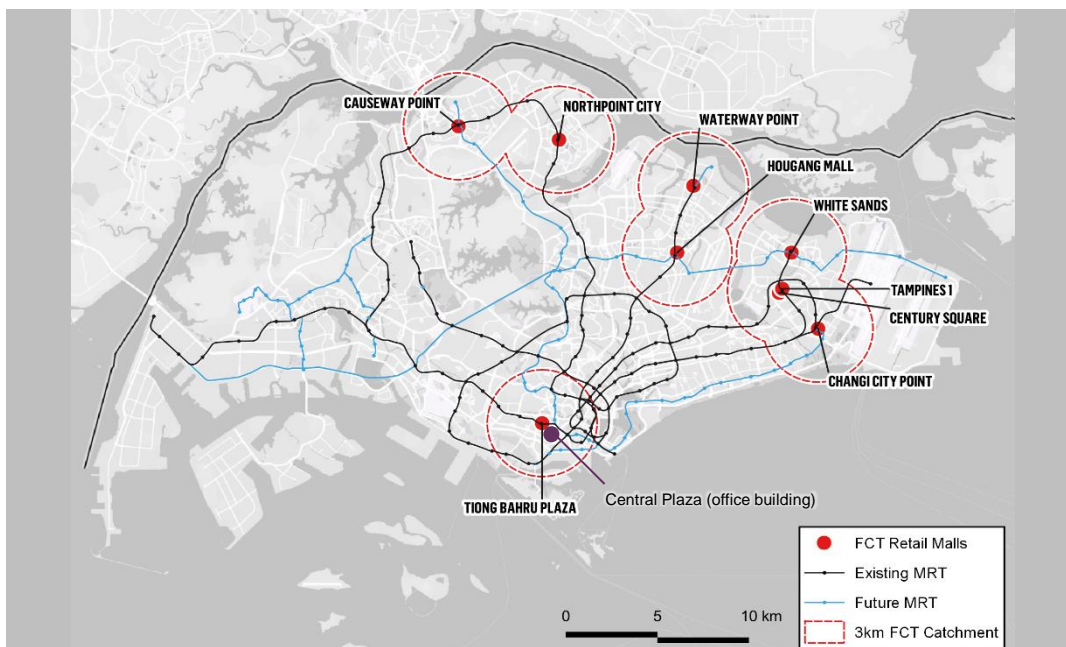 CAUSEWAY POINT
NORTHPOINT CITY
WATERWAY POINT
HOUGANG MALL
WHITE SANDS
TAMPINES 1
CENTURY SQUARE
CHANGI CITY POINT
TIONG BAHRU PLAZA
Central Plaza (office building)
FCT Retail Malls
Existing MRT
Future MRT
3km FCT Catchment
0 5 10 km